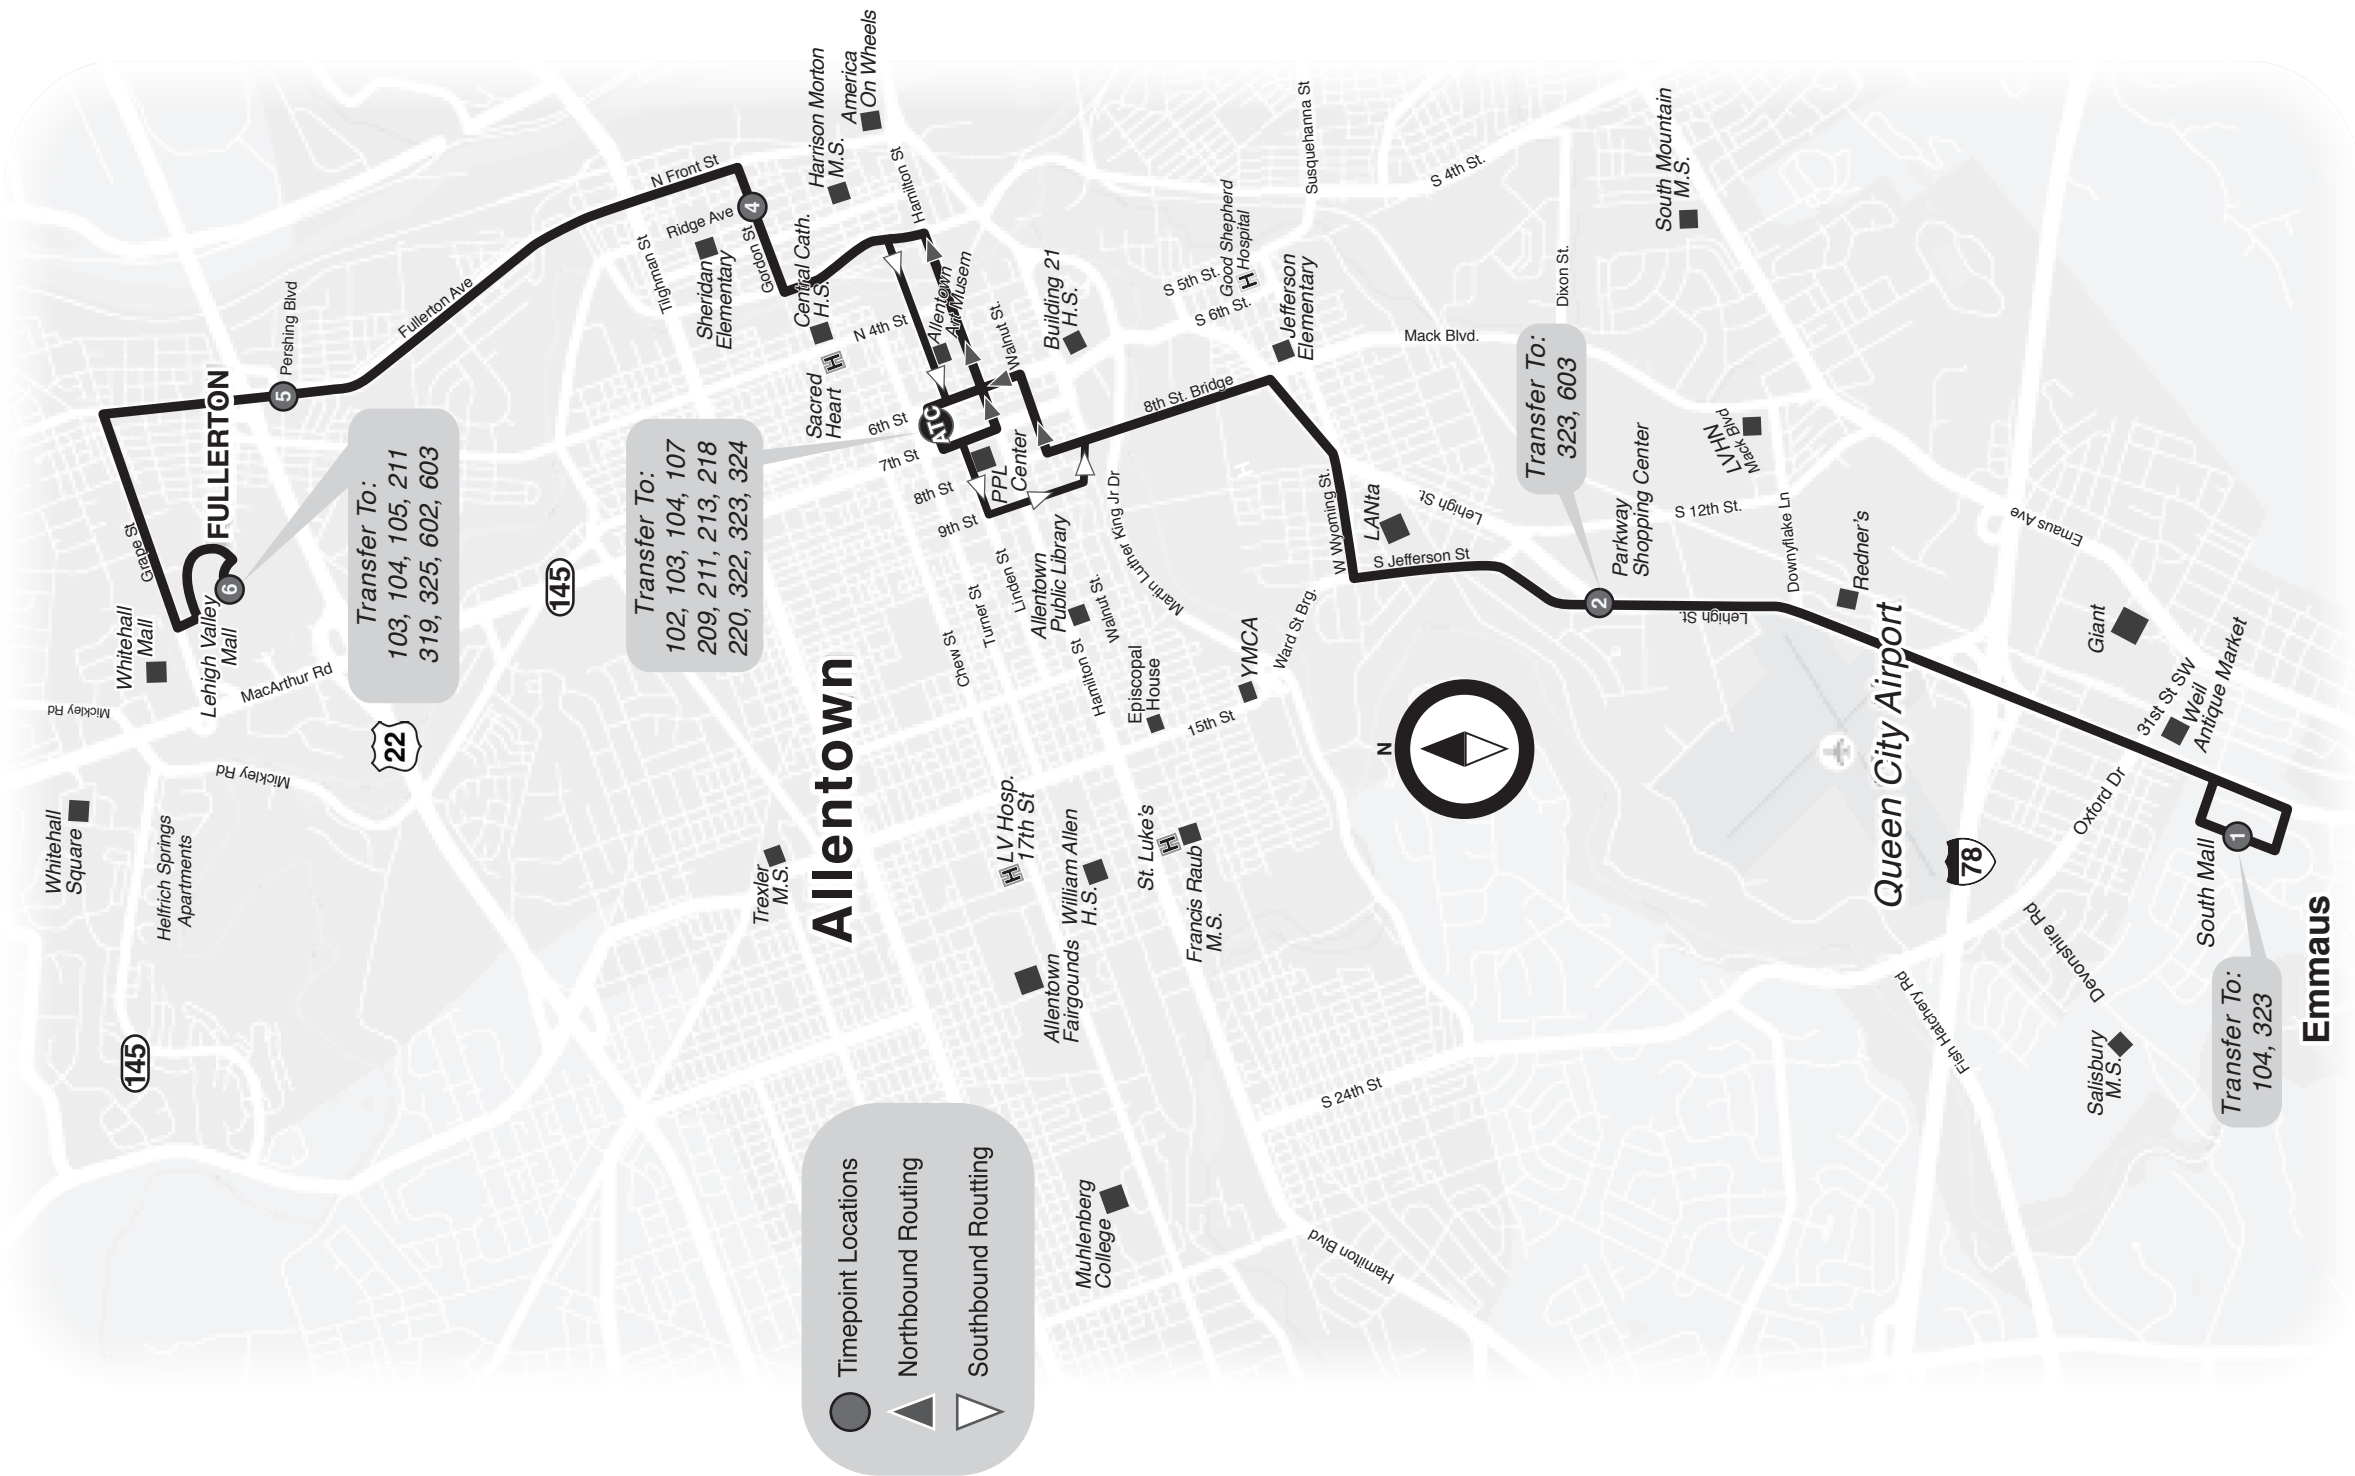 Whitehall
Square
145
Helfrich Springs
Apartments
Mickley Rd
Mickley Rd
Whitehall
Mall
Lehigh Valley
Mall
MacArthur Rd
22
145
Grape St
6
FULLERTON
5
Pershing Blvd
Fullerton Ave
Transfer To:
103, 104, 105, 211
319, 325, 602, 603
Transfer To:
102, 103, 104, 107
209, 211, 213, 218
220, 322, 323, 324
Tilghman St
N Front St
Ridge Ave
4
Gordon St
Sheridan
Elementary
Harrison Morton
M.S.
America
On Wheels
Central Cath.
H.S.
Sacred
Heart
H
Hamilton St
N 4th St
Allentown
Art Musem
Walnut St.
6th St
ATC
7th St
8th St
9th St
PPL
Center
Building 21
H.S.
Trexler
M.S.
Allentown
Chew St
Turner St
Linden St
Allentown
Public Library
Walnut St.
Hamilton St
Martin Luther King Jr Dr
Episcopal
House
15th St
YMCA
Ward St Brg.
H
LV Hosp.
17th St
William Allen
H.S.
Allentown
Fairgounds
St. Luke's
H
Francis Raub
M.S.
Muhlenberg
College
Hamilton Blvd
S 24th St
Timepoint Locations
Northbound Routing
Southbound Routting
N
8th St. Bridge
S 5th St.
S 6th St.
Good Shepherd
Hospital
H
Susquehanna St
Jefferson
Elementary
S 4th St.
Mack Blvd.
Dixon St.
South Mountain
M.S.
W Wyoming St.
LANta
Lehigh St.
S Jefferson St
Transfer To:
323, 603
2
Parkway
Shopping Center
S 12th St.
LVHN
Mack Blvd
Mack Blvd
Downyflake Ln
Lehigh St.
Redner's
Queen City Airport
Emaus Ave
78
Giant
31st St SW
Weil
Antique Market
Oxford Dr
Devonshire Rd
Fish Hatchery Rd
Salisbury
M.S.
South Mall
1
Transfer To:
104, 323
Emmaus